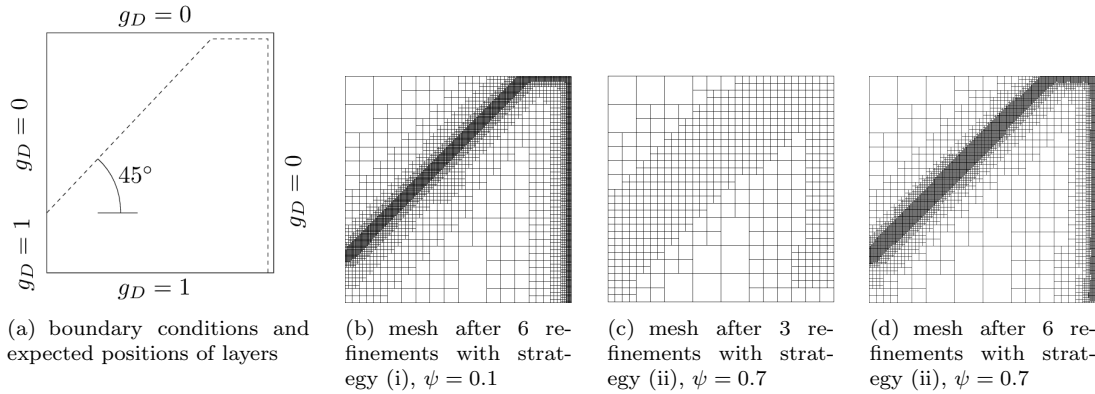 g_D = 0
g_D = 0
g_D = 1
45°
g_D = 0
g_D = 1
(a) boundary conditions and
expected positions of layers
(b) mesh after 6 re-
finements with strat-
egy (i), ψ = 0.1
(c) mesh after 3 re-
finements with strat-
egy (ii), ψ = 0.7
(d) mesh after 6 re-
finements with strat-
egy (ii), ψ = 0.7